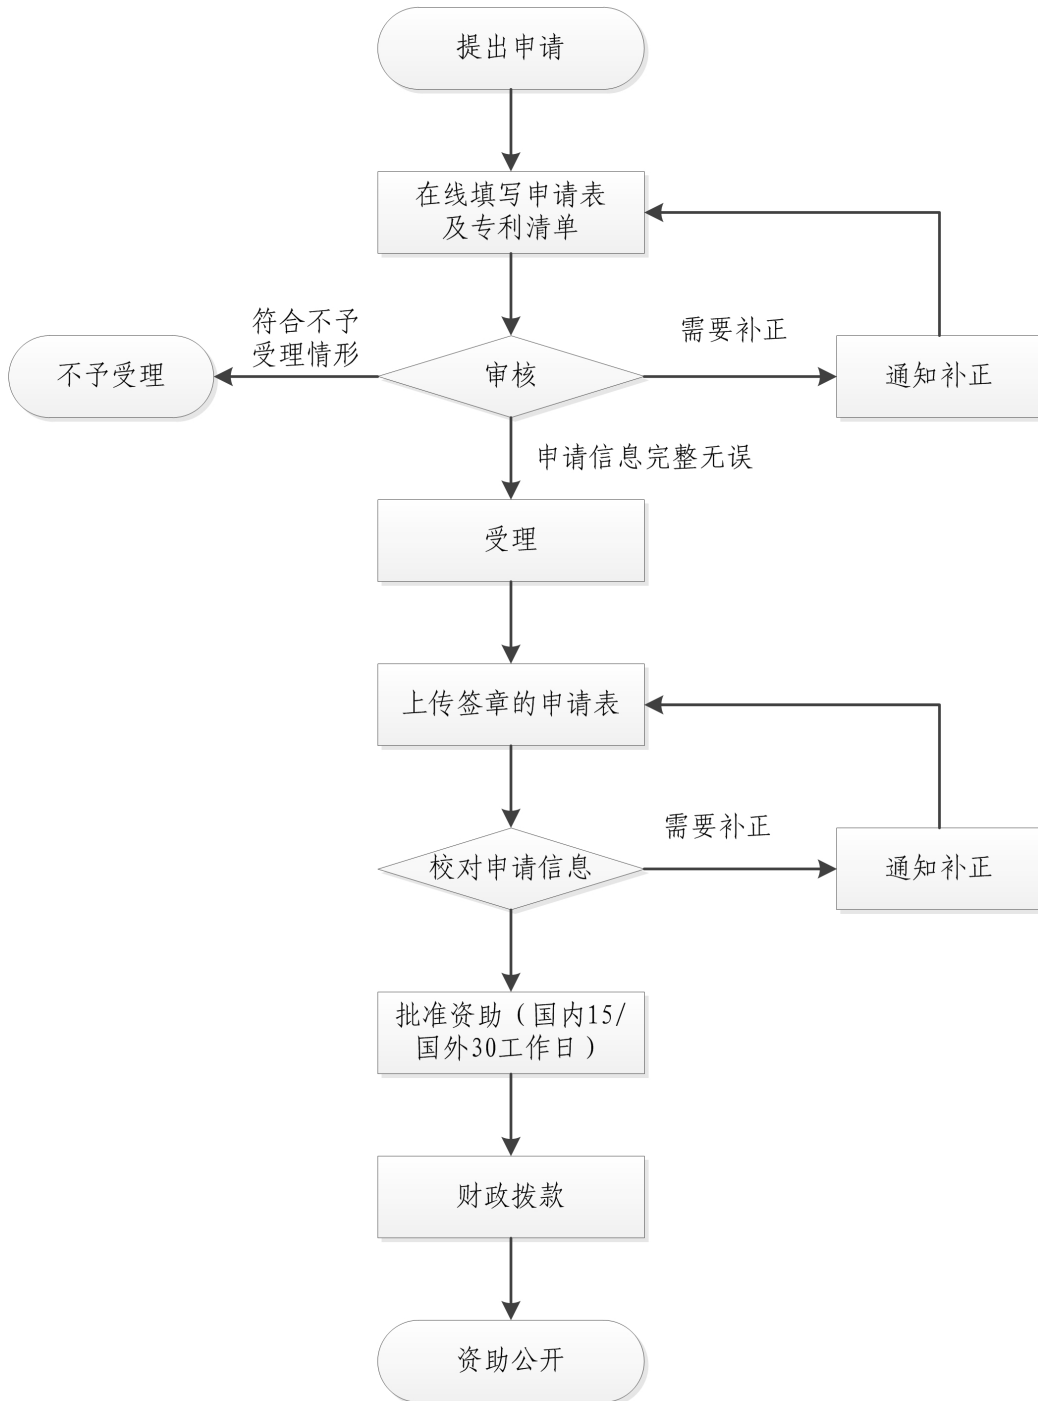 提出申请
在线填写申请表
及专利清单
符合不予
受理情形
需要补正
不予受理
审核
通知补正
申请信息完整无误
受理
上传签章的申请表
需要补正
校对申请信息
通知补正
批准资助（国内15/
国外30工作日）
财政拨款
资助公开